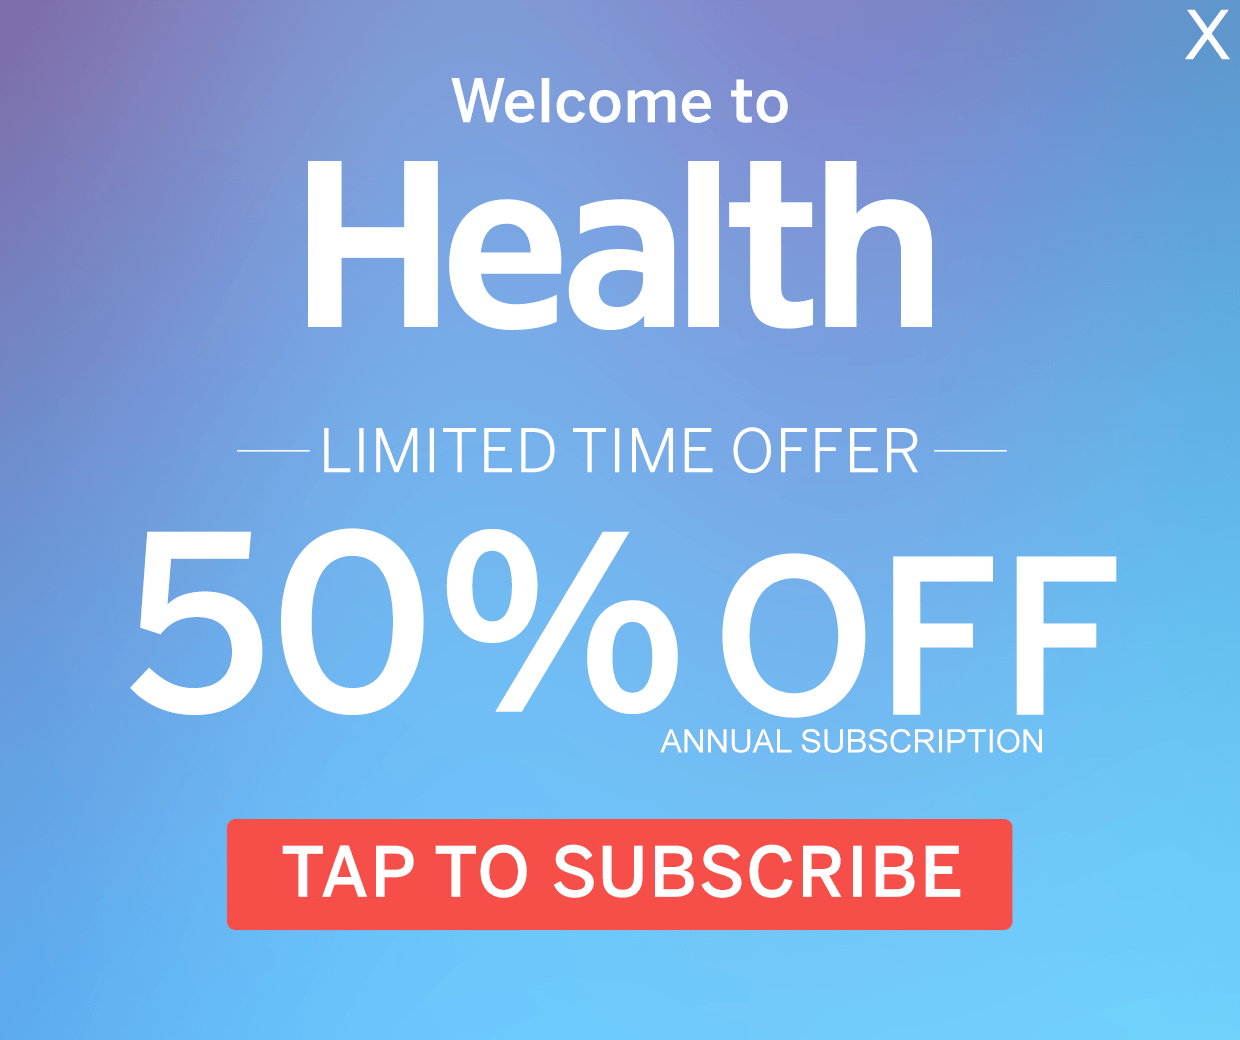 X
Welcome to
Health
LIMITED TIME OFFER
50% OFF
ANNUAL SUBSCRIPTION
TAP TO SUBSCRIBE